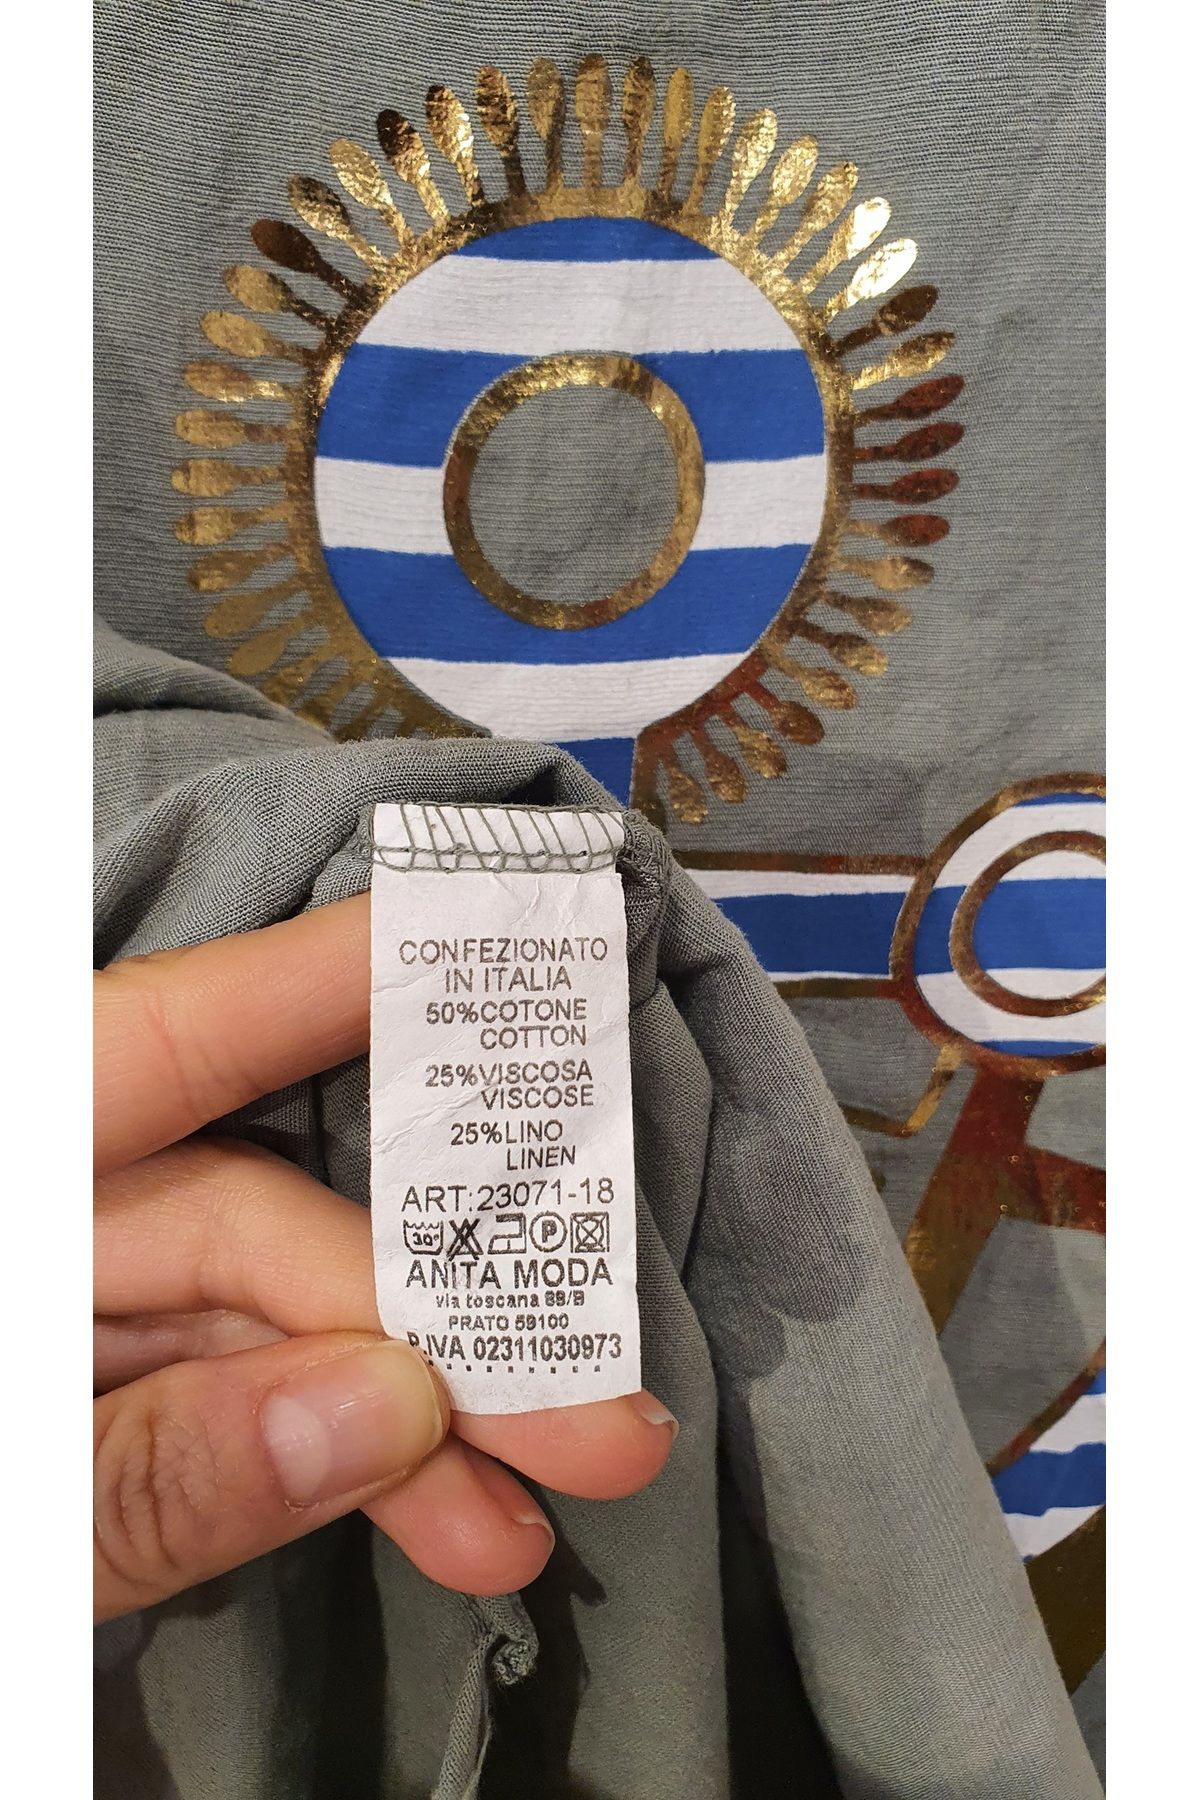 CONFEZIONATO
IN ITALIA
50%COTONE
COTTON
25%VISCOSA
VISCOSE
25%LINO
LINEN
ART:23071-18
30° P
ANITA MODA
via toscana 89/B
PRATO 59100
P.IVA 02311030973